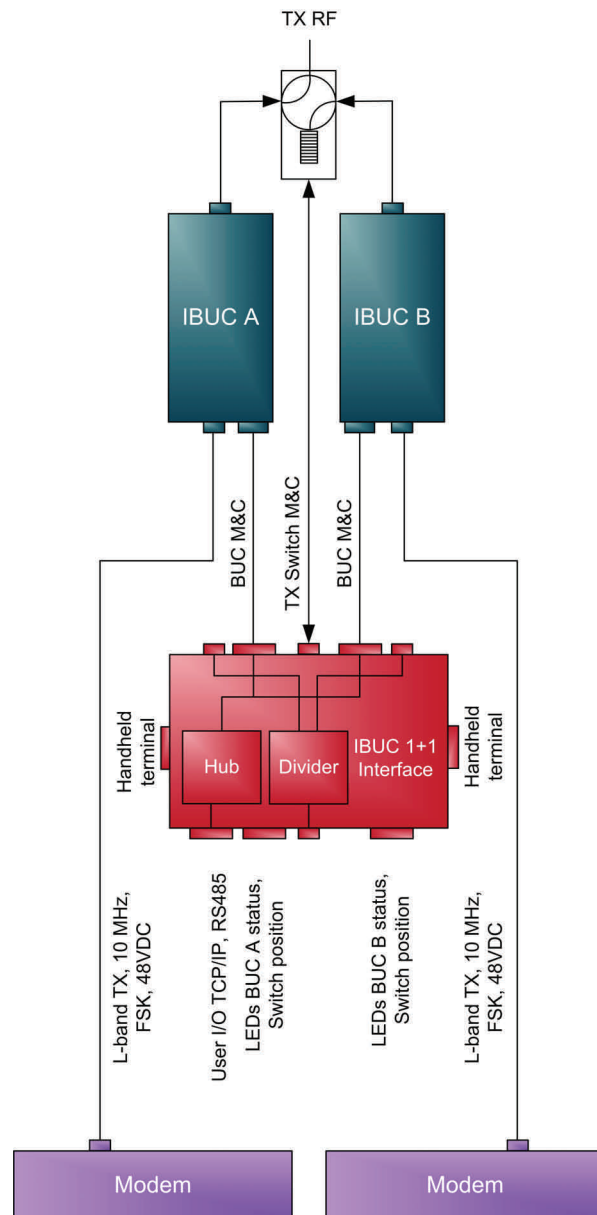 TX RF
IBUC A
IBUC B
BUC M&C
TX Switch M&C
BUC M&C
Handheld
terminal
Hub
Divider
IBUC 1+1
Interface
Handheld
terminal
L-band TX, 10 MHz,
FSK, 48VDC
User I/O TCP/IP, RS485
LEDs BUC A status,
Switch position
LEDs BUC B status,
Switch position
L-band TX, 10 MHz,
FSK, 48VDC
Modem
Modem